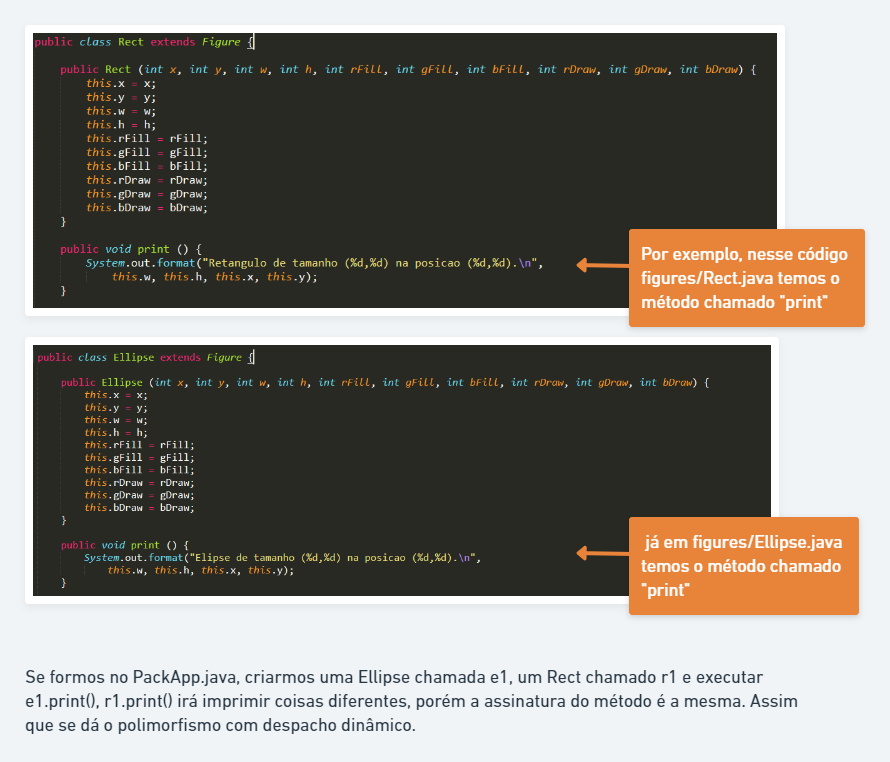 public class Rect extends Figure {
public Rect (int x, int y, int w, int h, int rFill, int gFill, int bFill, int rDraw, int gDraw, int bDraw) {
this.x = x;
this.y = y;
this.w = w;
this.h = h;
this.rFill = rFill;
this.gFill = gFill;
this.bFill = bFill;
this.rDraw = rDraw;
this.gDraw = gDraw;
this.bDraw = bDraw;
}
public void print () {
System.out.format("Retangulo de tamanho (%d,%d) na posicao (%d,%d).\n",
this.w, this.h, this.x, this.y);
}
Por exemplo, nesse código
figures/Rect.java temos o
método chamado "print"
public class Ellipse extends Figure {
public Ellipse (int x, int y, int w, int h, int rFill, int gFill, int bFill, int rDraw, int gDraw, int bDraw) {
this.x = x;
this.y = y;
this.w = w;
this.h = h;
this.rFill = rFill;
this.gFill = gFill;
this.bFill = bFill;
this.rDraw = rDraw;
this.gDraw = gDraw;
this.bDraw = bDraw;
}
public void print () {
System.out.format("Elipse de tamanho (%d,%d) na posicao (%d,%d).\n",
this.w, this.h, this.x, this.y);
}
já em figures/Ellipse.java
temos o método chamado
"print"
Se formos no PackApp.java, criarmos uma Ellipse chamada e1, um Rect chamado r1 e executar
e1.print(), r1.print() irá imprimir coisas diferentes, porém a assinatura do método é a mesma. Assim
que se dá o polimorfismo com despacho dinâmico.